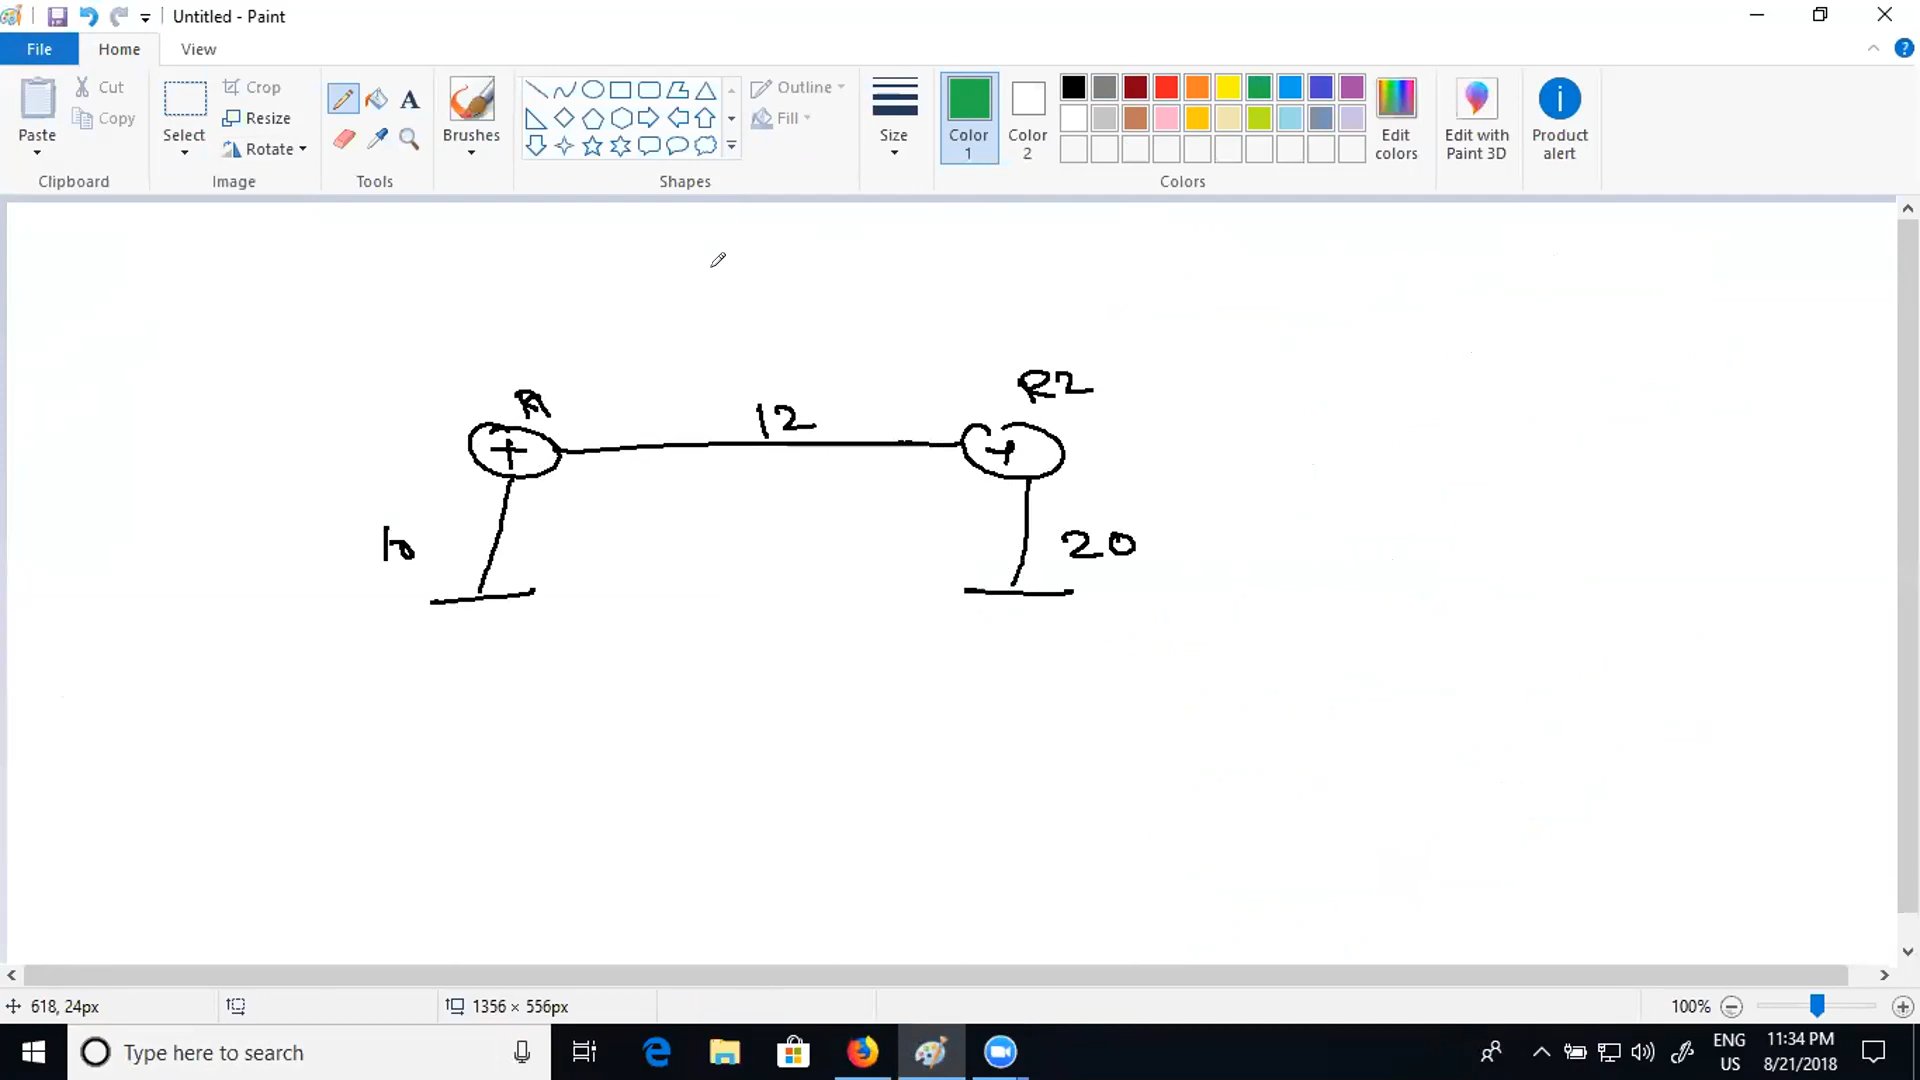 Untitled - Paint
File Home View
Paste
Cut
Copy
Clipboard
Select
Crop
Resize
Rotate
Image
A
Tools
Brushes
Outline
Fill
Shapes
Size
Color 1
Color 2
Edit colors
Colors
Edit with Paint 3D
Product alert
R2
12
10
20
618, 24px
1356 × 556px
100%
Type here to search
ENG
US
11:34 PM
8/21/2018